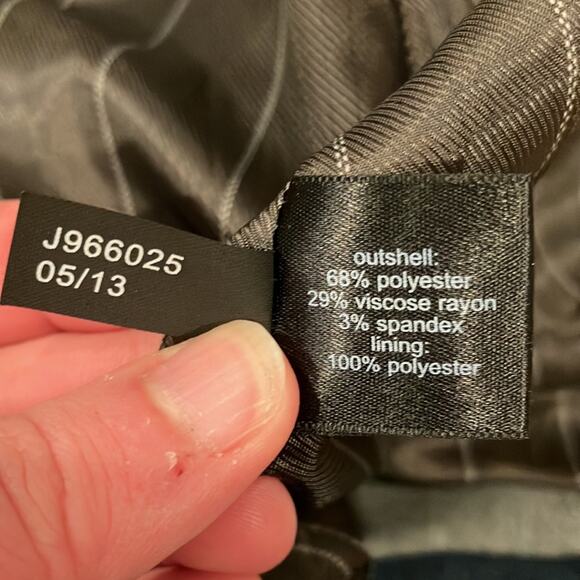 J966025
05/13
outshell:
68% polyester
29% viscose rayon
3% spandex
lining:
100% polyester